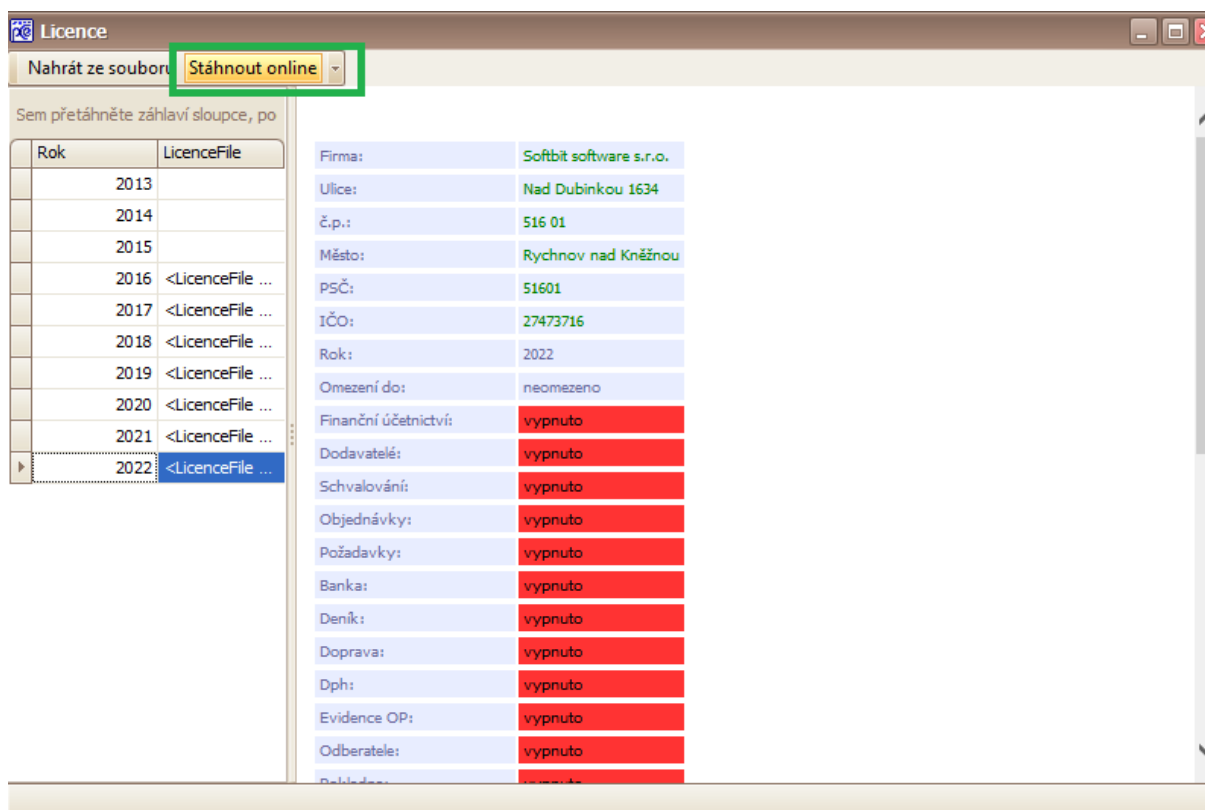 Licence
Nahrát ze souboru Stáhnout online
Sem přetáhněte záhlaví sloupce, po
Rok LicenceFile
2013
2014
2015
2016 <LicenceFile ...
2017 <LicenceFile ...
2018 <LicenceFile ...
2019 <LicenceFile ...
2020 <LicenceFile ...
2021 <LicenceFile ...
2022 <LicenceFile ...
Firma: Softbit software s.r.o.
Ulice: Nad Dubinkou 1634
č.p.: 516 01
Město: Rychnov nad Kněžnou
PSČ: 51601
IČO: 27473716
Rok: 2022
Omezení do: neomezeno
Finanční účetnictví: vypnuto
Dodavatelé: vypnuto
Schvalování: vypnuto
Objednávky: vypnuto
Požadavky: vypnuto
Banka: vypnuto
Deník: vypnuto
Doprava: vypnuto
Dph: vypnuto
Evidence OP: vypnuto
Odberatele: vypnuto